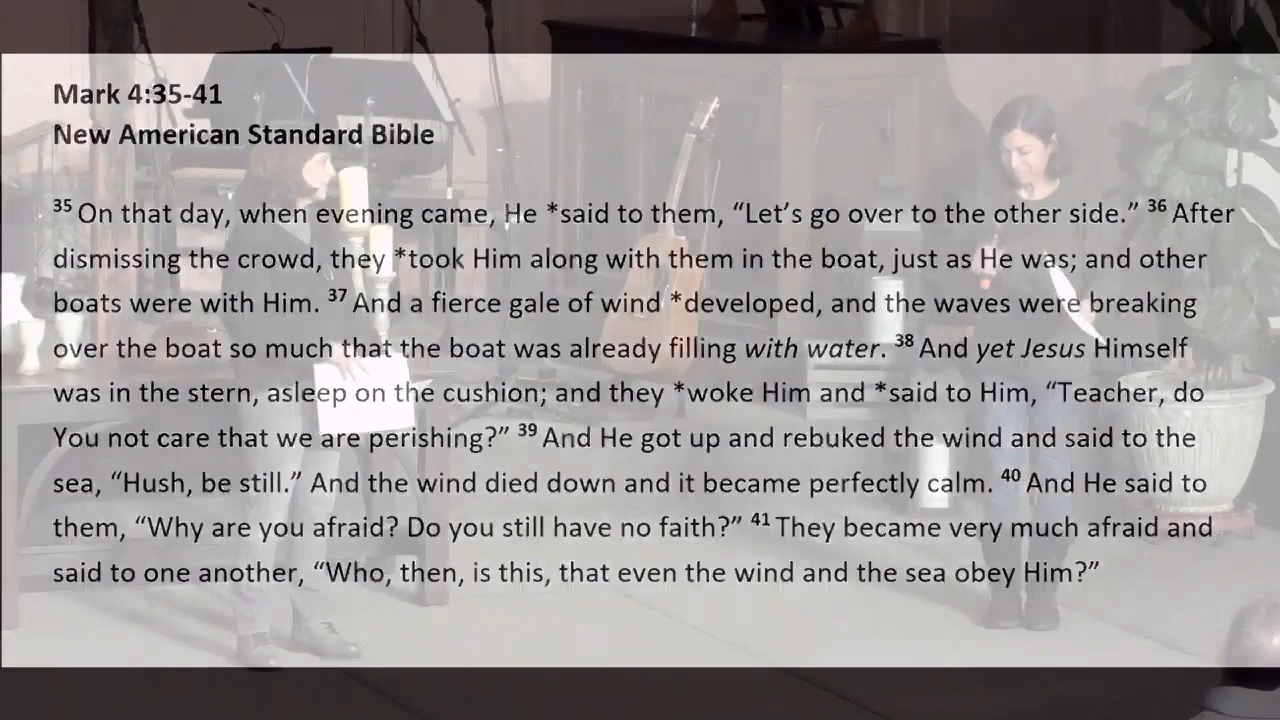 Mark 4:35-41
New American Standard Bible
35 On that day, when evening came, He *said to them, “Let’s go over to the other side.” 36 After
dismissing the crowd, they *took Him along with them in the boat, just as He was; and other
boats were with Him. 37 And a fierce gale of wind *developed, and the waves were breaking
over the boat so much that the boat was already filling with water. 38 And yet Jesus Himself
was in the stern, asleep on the cushion; and they *woke Him and *said to Him, “Teacher, do
You not care that we are perishing?” 39 And He got up and rebuked the wind and said to the
sea, “Hush, be still.” And the wind died down and it became perfectly calm. 40 And He said to
them, “Why are you afraid? Do you still have no faith?” 41 They became very much afraid and
said to one another, “Who, then, is this, that even the wind and the sea obey Him?”